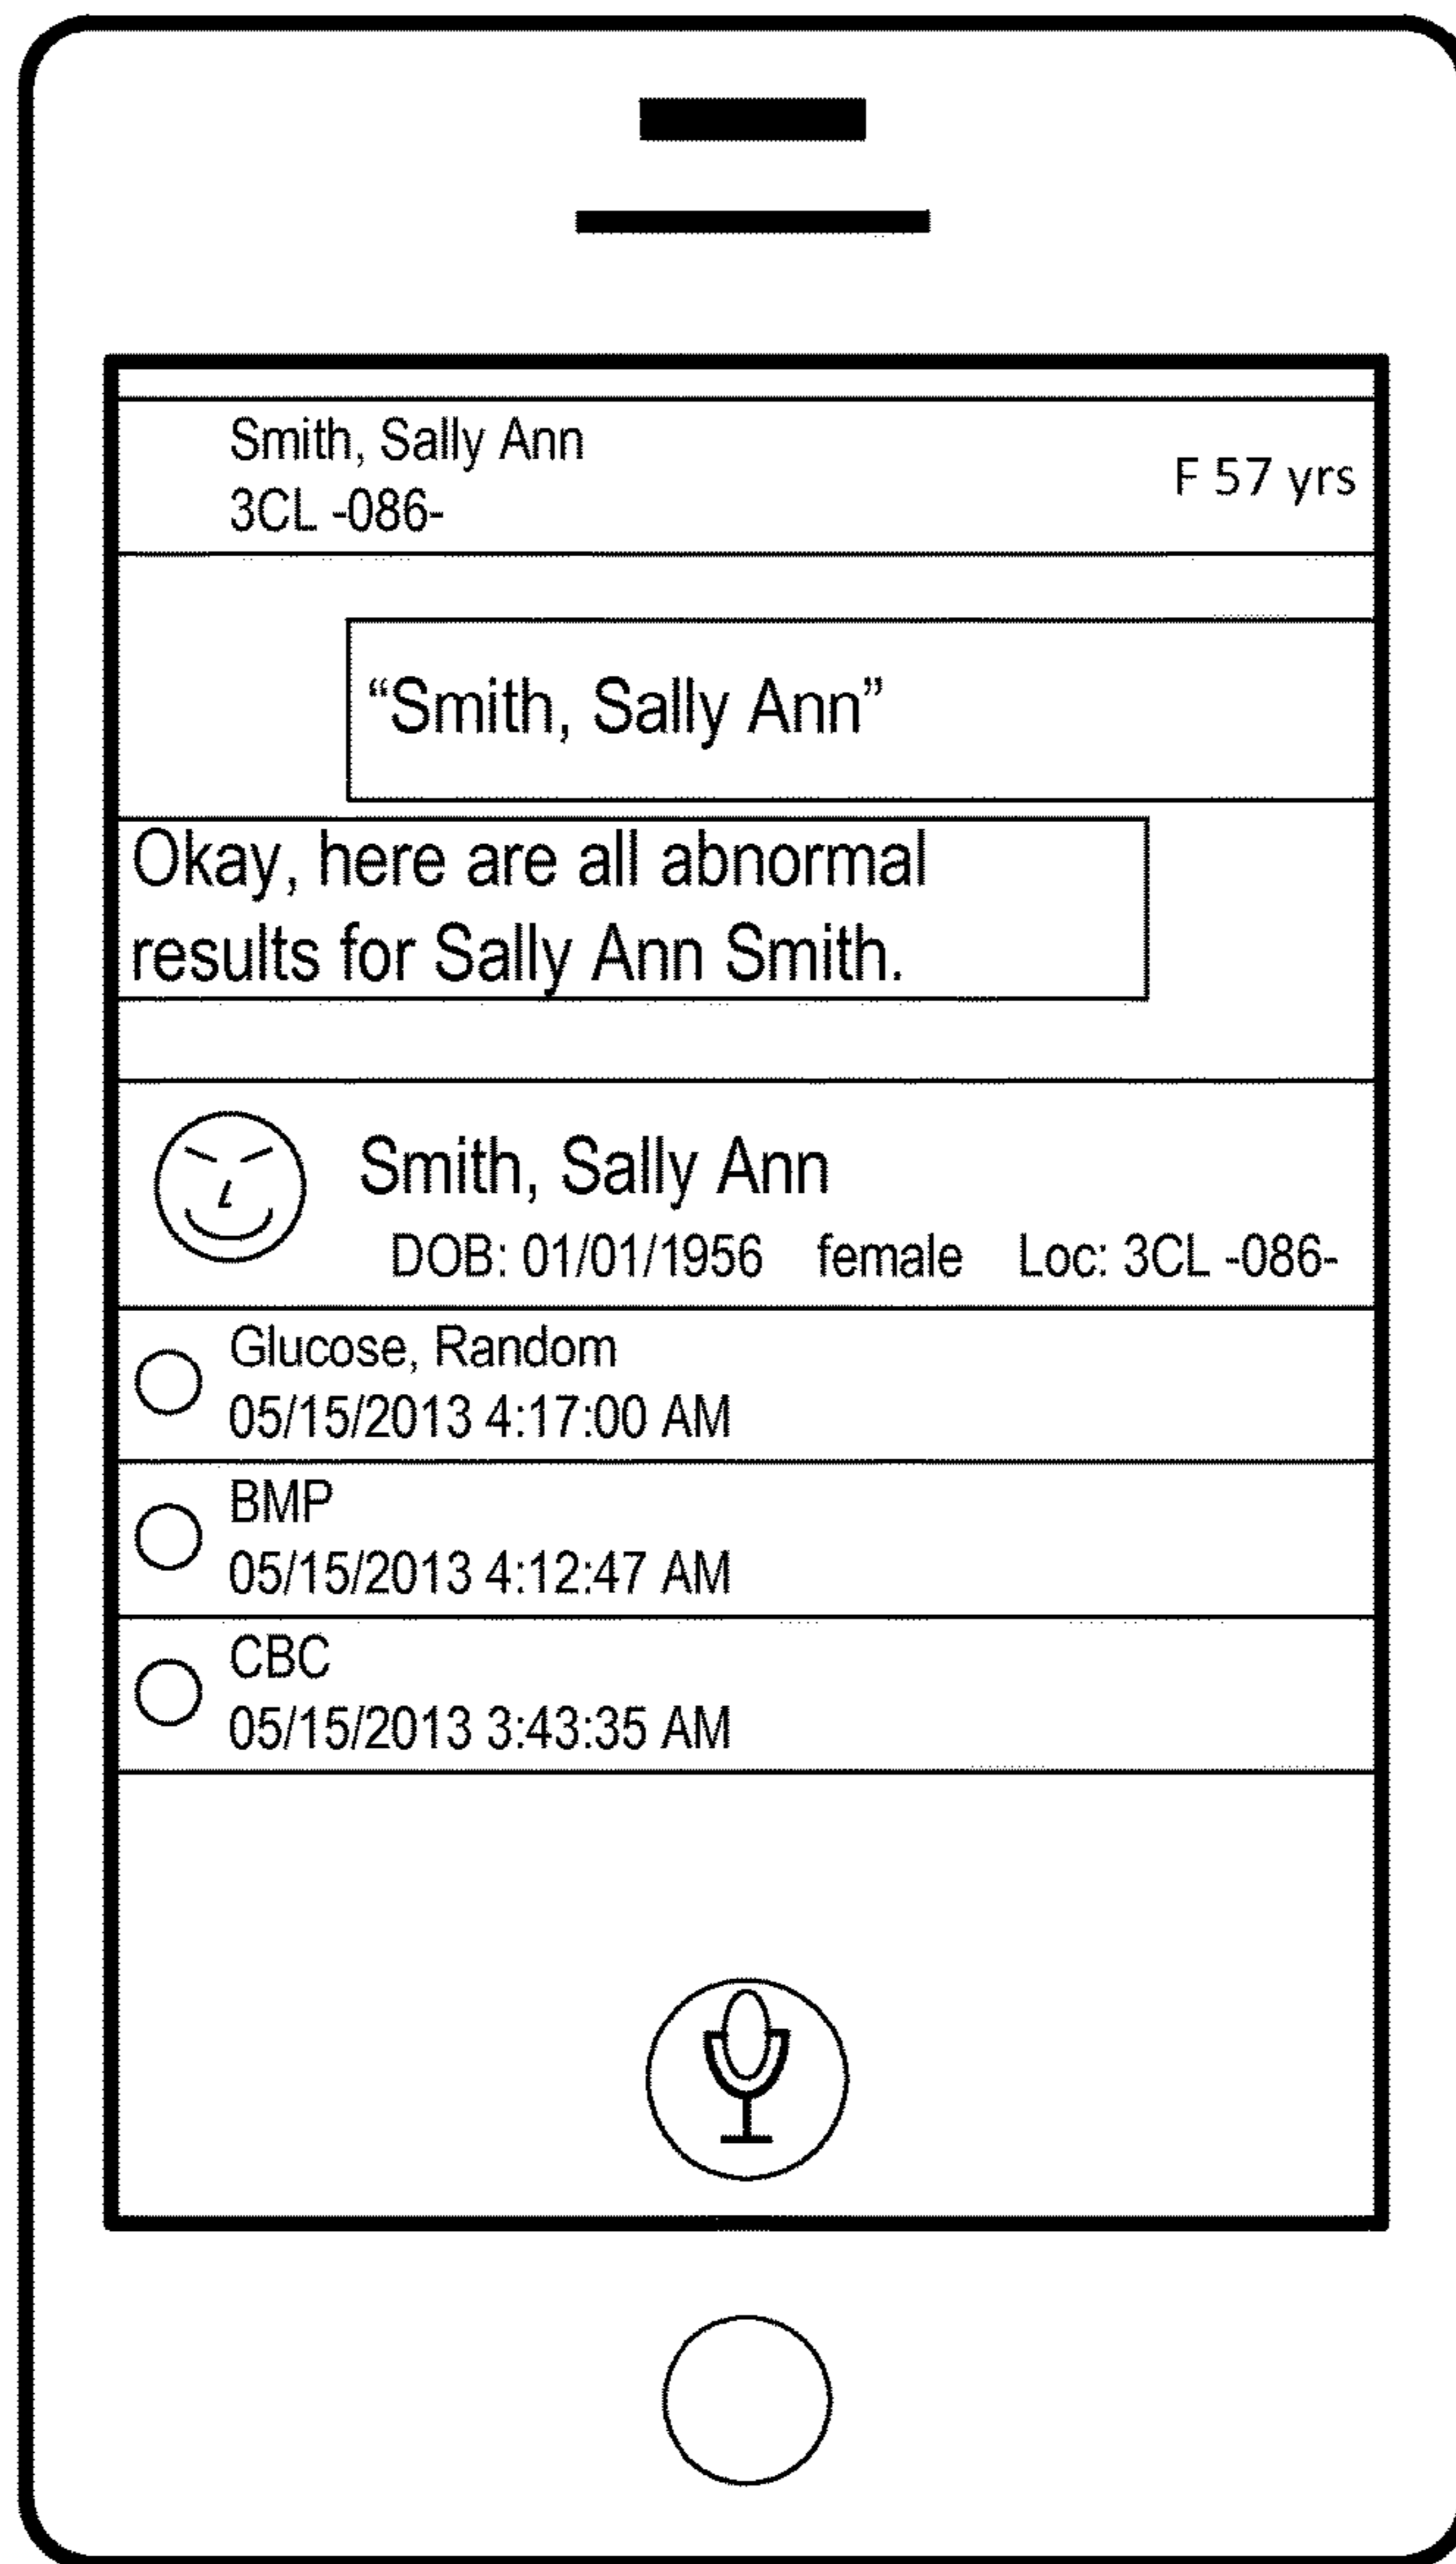 Smith, Sally Ann
3CL -086-
F 57 yrs
“Smith, Sally Ann”
Okay, here are all abnormal
results for Sally Ann Smith.
Smith, Sally Ann
DOB: 01/01/1956 female Loc: 3CL -086-
Glucose, Random
05/15/2013 4:17:00 AM
BMP
05/15/2013 4:12:47 AM
CBC
05/15/2013 3:43:35 AM